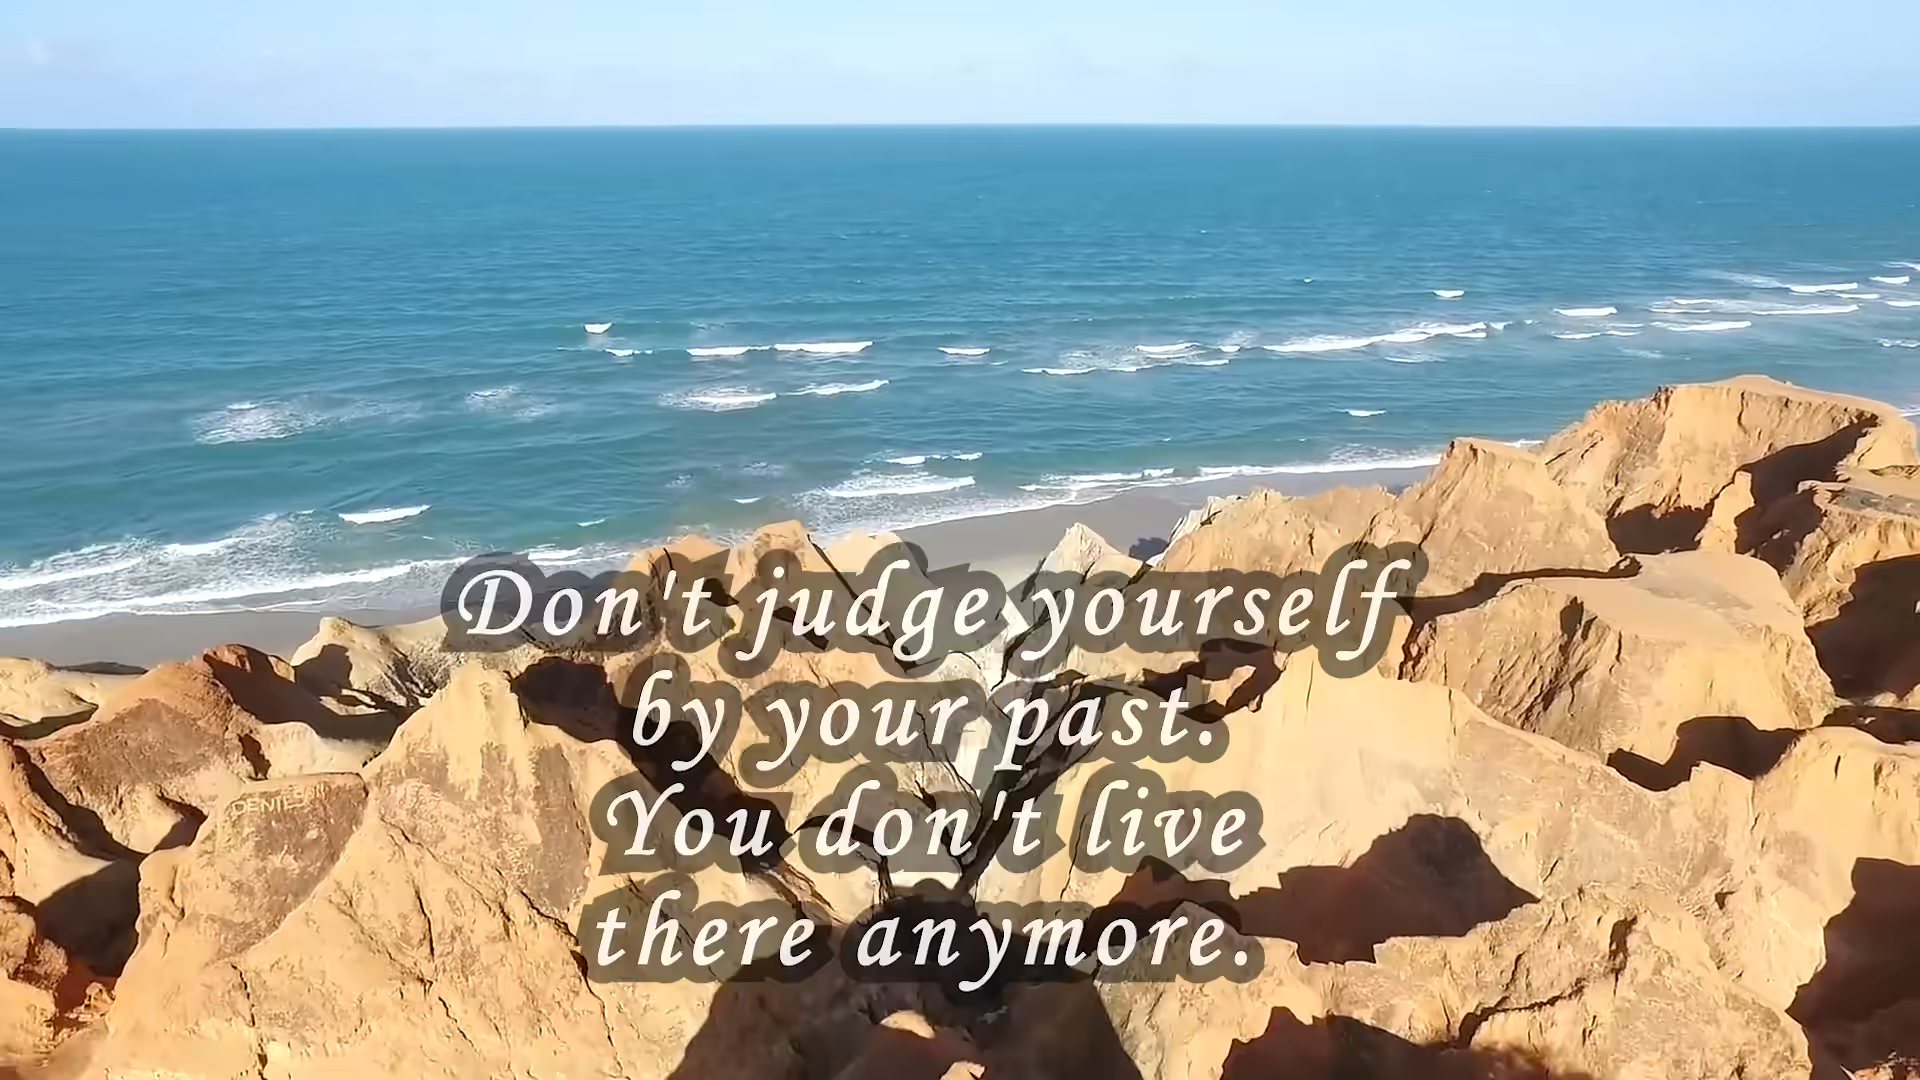 Don't judge yourself
by your past.
You don't live
there anymore.